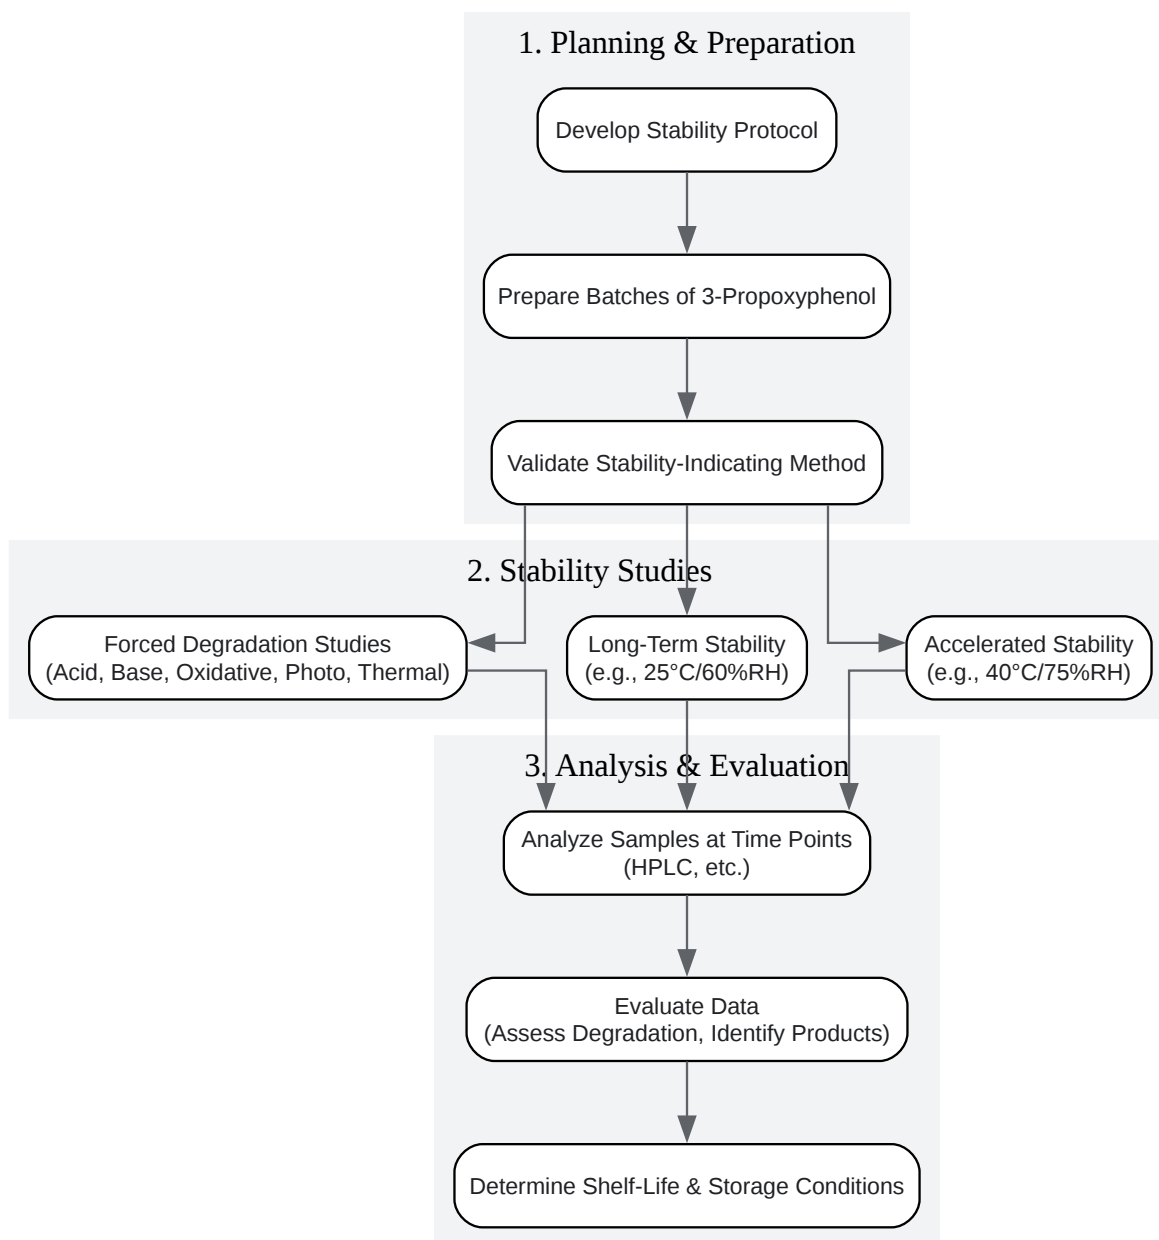 1. Planning & Preparation
Develop Stability Protocol
Prepare Batches of 3-Propoxyphenol
Validate Stability-Indicating Method
2. Stability Studies
Forced Degradation Studies
(Acid, Base, Oxidative, Photo, Thermal)
Long-Term Stability
(e.g., 25°C/60%RH)
Accelerated Stability
(e.g., 40°C/75%RH)
3. Analysis & Evaluation
Analyze Samples at Time Points
(HPLC, etc.)
Evaluate Data
(Assess Degradation, Identify Products)
Determine Shelf-Life & Storage Conditions